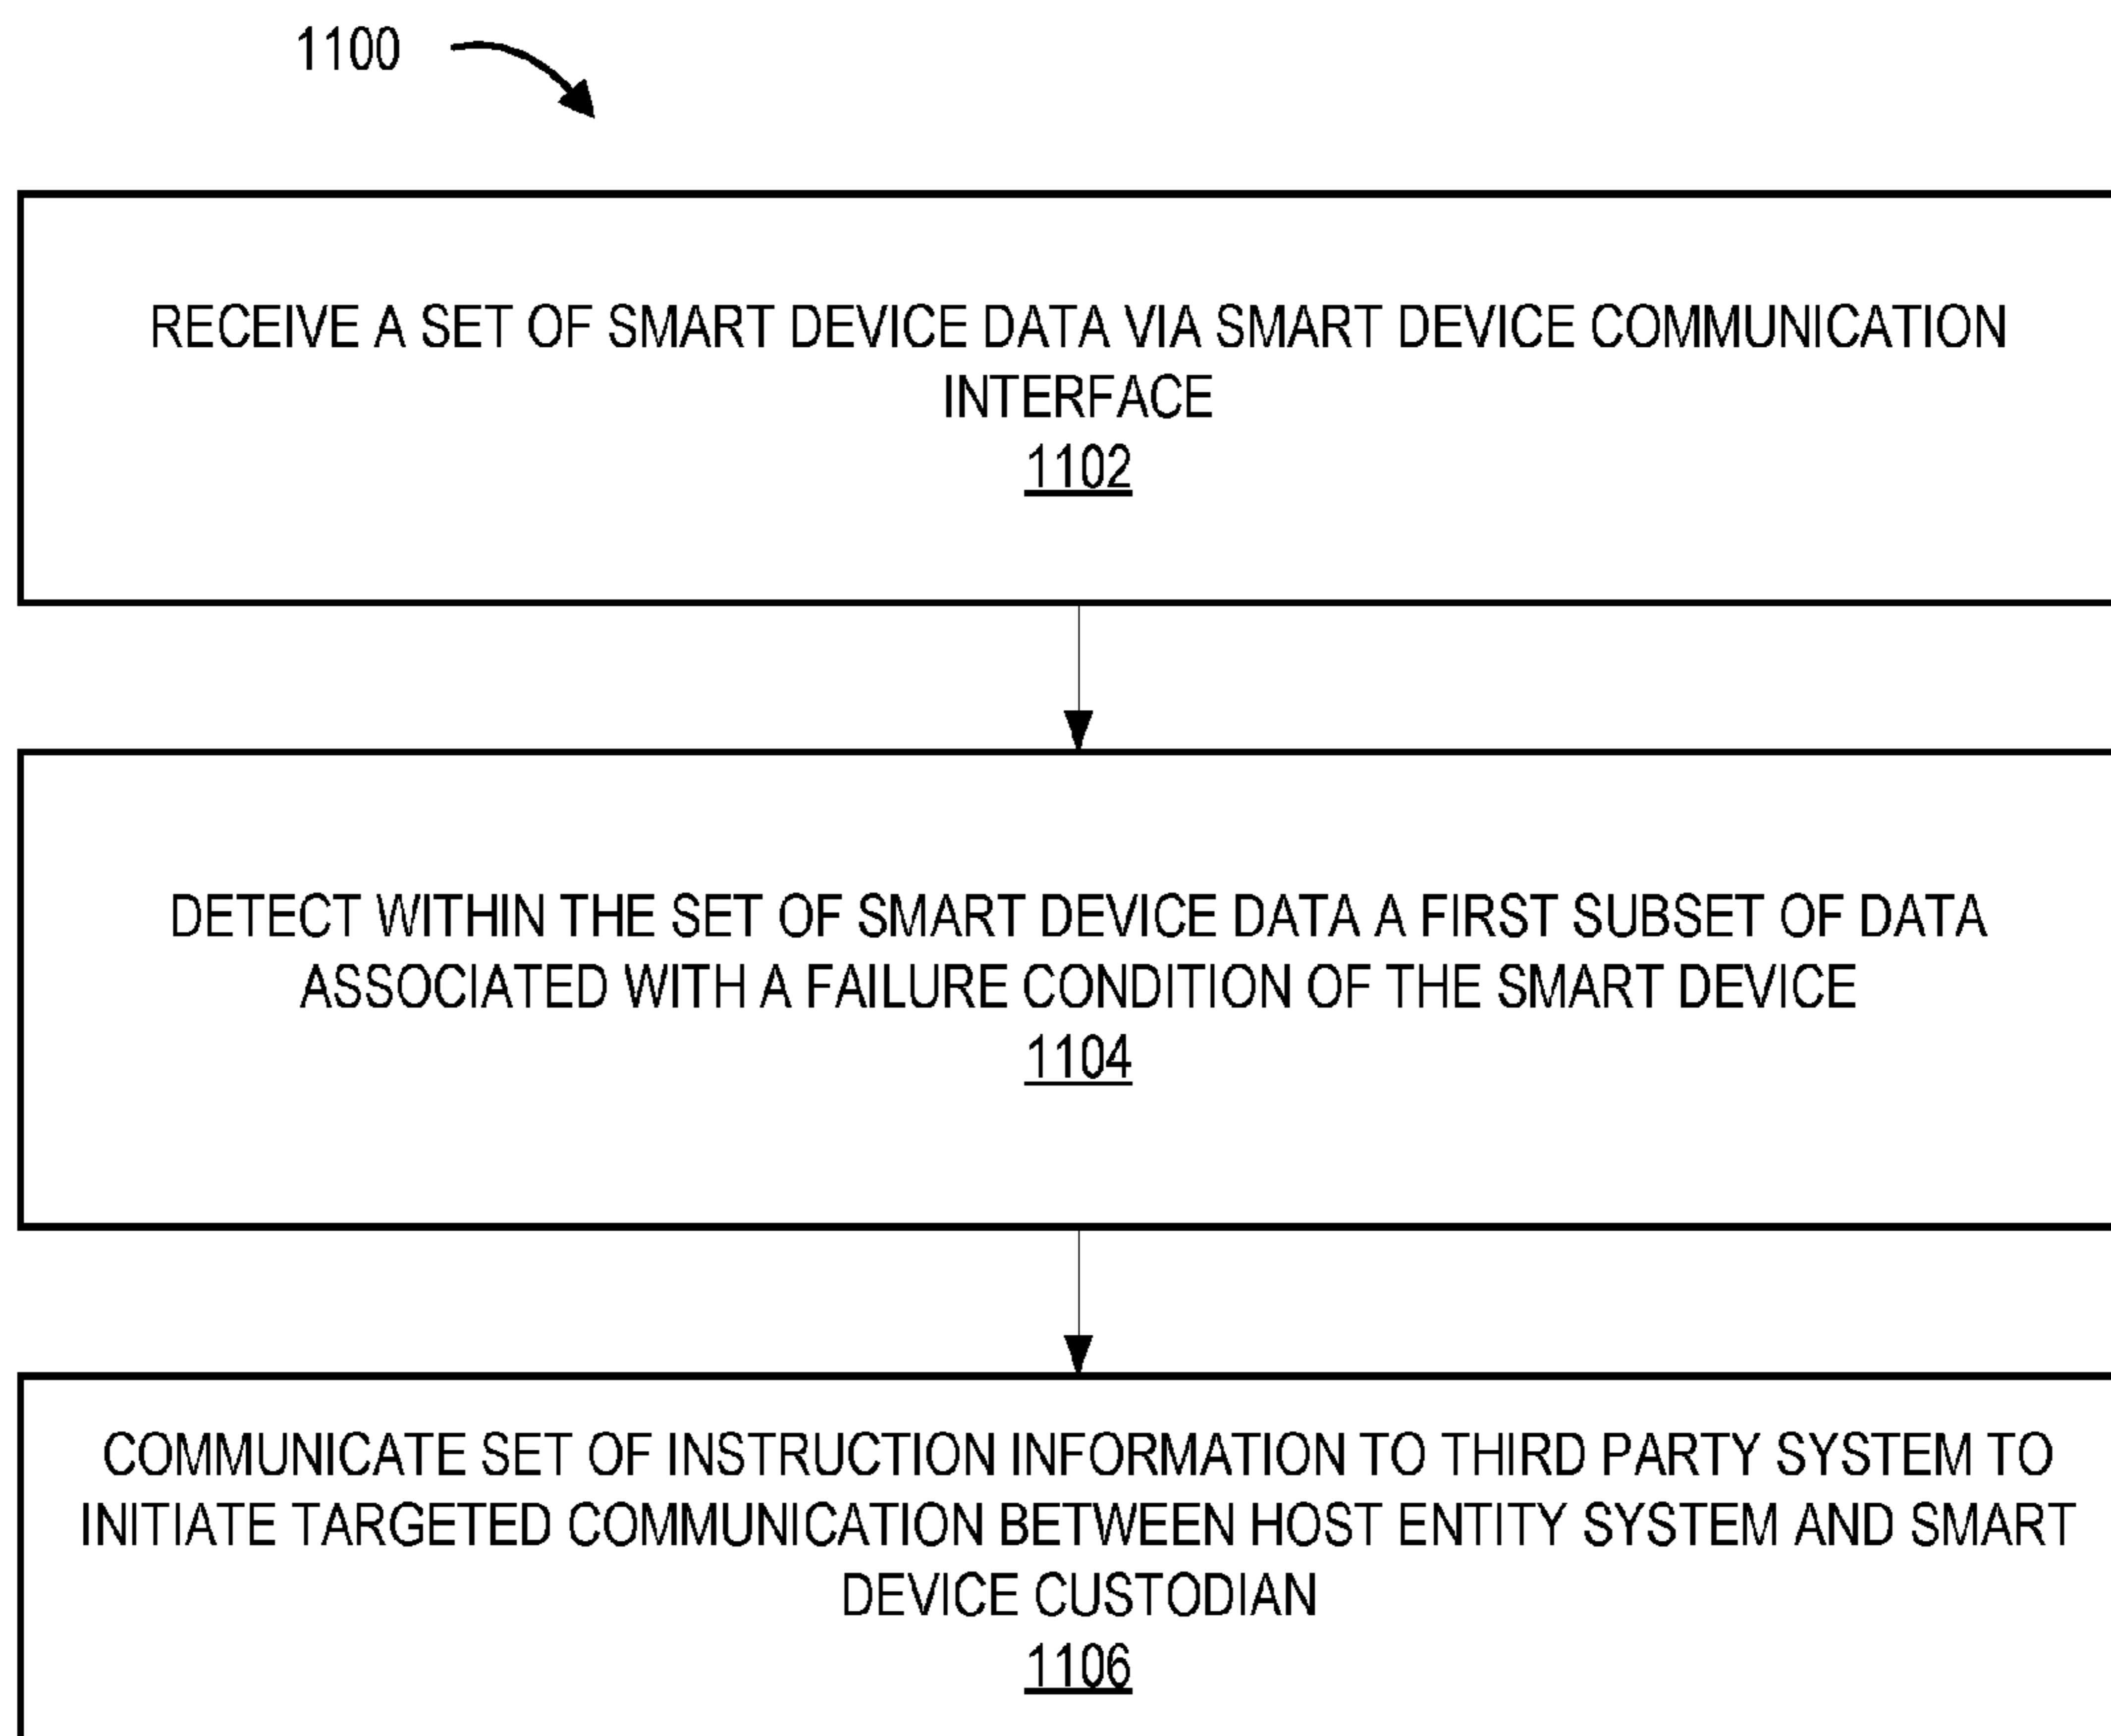 1100
RECEIVE A SET OF SMART DEVICE DATA VIA SMART DEVICE COMMUNICATION
INTERFACE
1102
DETECT WITHIN THE SET OF SMART DEVICE DATA A FIRST SUBSET OF DATA
ASSOCIATED WITH A FAILURE CONDITION OF THE SMART DEVICE
1104
COMMUNICATE SET OF INSTRUCTION INFORMATION TO THIRD PARTY SYSTEM TO
INITIATE TARGETED COMMUNICATION BETWEEN HOST ENTITY SYSTEM AND SMART
DEVICE CUSTODIAN
1106